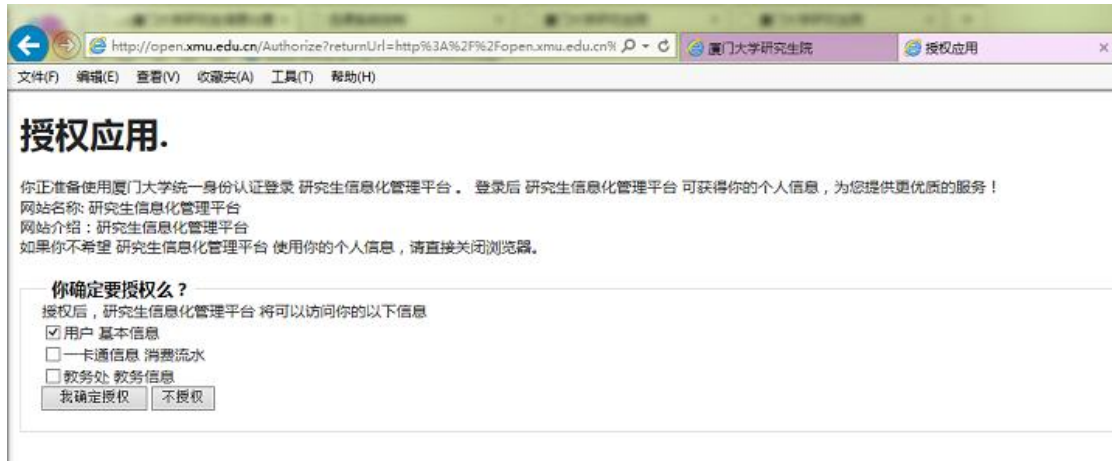 http://open.xmu.edu.cn/Authorize?returnUrl=http%3A%2F%2Fopen.xmu.edu.cn%
厦门大学研究生院
授权应用
文件(F) 编辑(E) 查看(V) 收藏夹(A) 工具(T) 帮助(H)
授权应用.
你正准备使用厦门大学统一身份认证登录 研究生信息化管理平台 。 登录后 研究生信息化管理平台 可获得你的个人信息，为您提供更优质的服务！
网站名称: 研究生信息化管理平台
网站介绍：研究生信息化管理平台
如果你不希望 研究生信息化管理平台 使用你的个人信息，请直接关闭浏览器。
你确定要授权么？
授权后，研究生信息化管理平台 将可以访问你的以下信息
用户 基本信息
一卡通信息 消费流水
教务处 教务信息
我确定授权 不授权